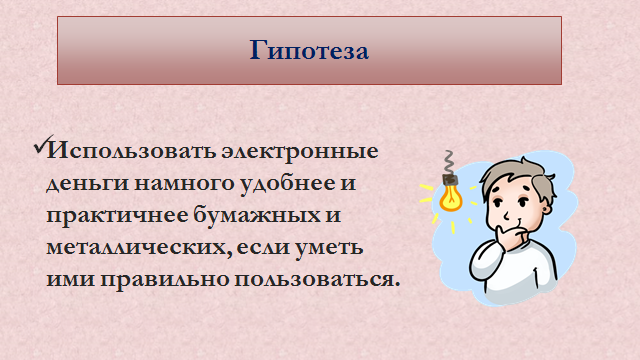 Гипотеза
Использовать электронные
деньги намного удобнее и
практичнее бумажных и
металлических, если уметь
ими правильно пользоваться.